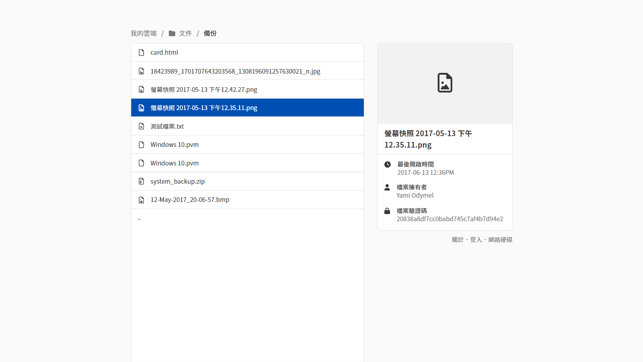 我的雲端 / 文件 / 備份
card.html
18423989_1701707643203568_1308196091257630021_n.jpg
螢幕快照 2017-05-13 下午12.42.27.png
螢幕快照 2017-05-13 下午12.35.11.png
測試檔案.txt
Windows 10.pvm
Windows 10.pvm
system_backup.zip
12-May-2017_20-06-57.bmp
..
螢幕快照 2017-05-13 下午
12.35.11.png
最後開啟時間
2017-06-13 12:36PM
檔案擁有者
Yami Odymel
檔案驗證碼
20838a8df7cc0babd745c7af4b7d94e2
關於・登入・網路硬碟